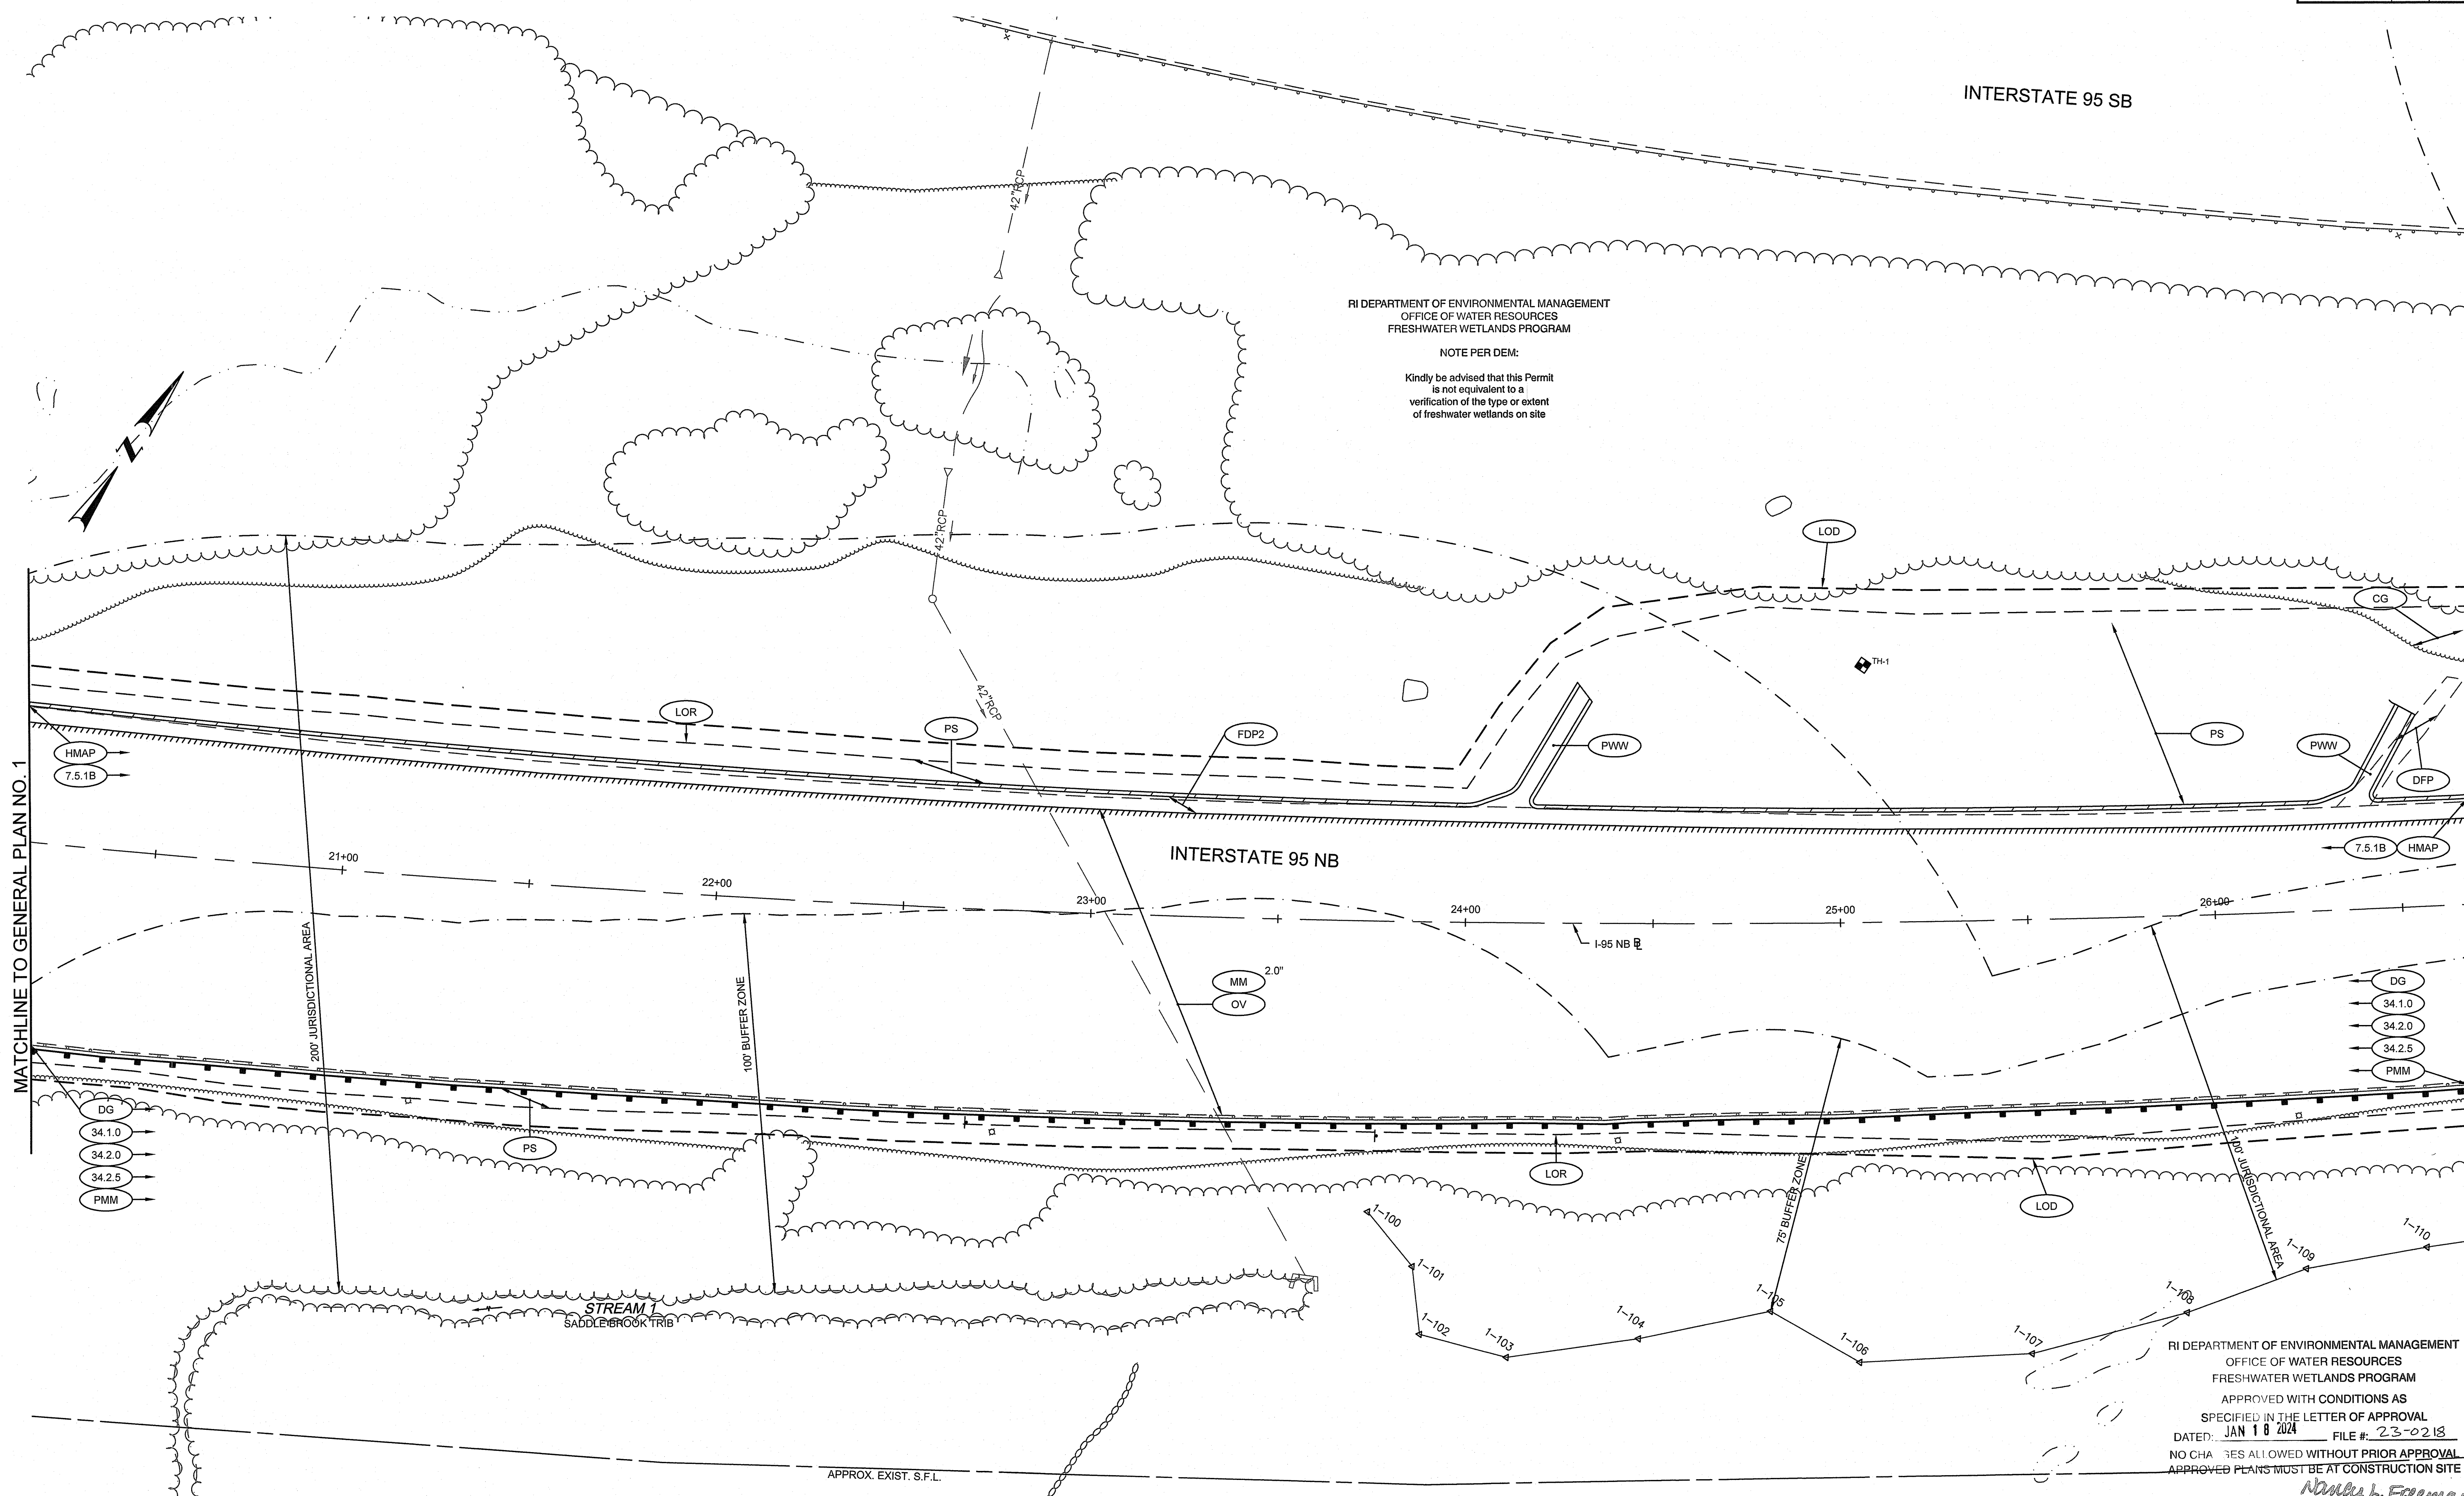 INTERSTATE 95 SB
42"RCP
RI DEPARTMENT OF ENVIRONMENTAL MANAGEMENT
OFFICE OF WATER RESOURCES
FRESHWATER WETLANDS PROGRAM
NOTE PER DEM:
Kindly be advised that this Permit
is not equivalent to a
verification of the type or extent
of freshwater wetlands on site
N
42"RCP
LOD
CG
TH-1
42"RCP
LOR
PS
FDP2
PWW
PS
PWW
DFP
HMAP
7.5.1B
MATCHLINE TO GENERAL PLAN NO. 1
INTERSTATE 95 NB
7.5.1B
HMAP
21+00
22+00
23+00
24+00
25+00
26+00
I-95 NB BL
200' JURISDICTIONAL AREA
100' BUFFER ZONE
MM
2.0"
OV
DG
34.1.0
34.2.0
34.2.5
PMM
DG
34.1.0
34.2.0
34.2.5
PMM
PS
LOR
75' BUFFER ZONE
LOD
100' JURISDICTIONAL AREA
1-100
1-101
1-102
1-103
1-104
1-105
1-106
1-107
1-108
1-109
1-110
STREAM 1
SADDLE BROOK TRIB
APPROX. EXIST. S.F.L.
RI DEPARTMENT OF ENVIRONMENTAL MANAGEMENT
OFFICE OF WATER RESOURCES
FRESHWATER WETLANDS PROGRAM
APPROVED WITH CONDITIONS AS
SPECIFIED IN THE LETTER OF APPROVAL
DATED: JAN 18 2024 FILE #: 23-0218
NO CHA GES ALLOWED WITHOUT PRIOR APPROVAL
APPROVED PLANS MUST BE AT CONSTRUCTION SITE
Nancy L. Freeman